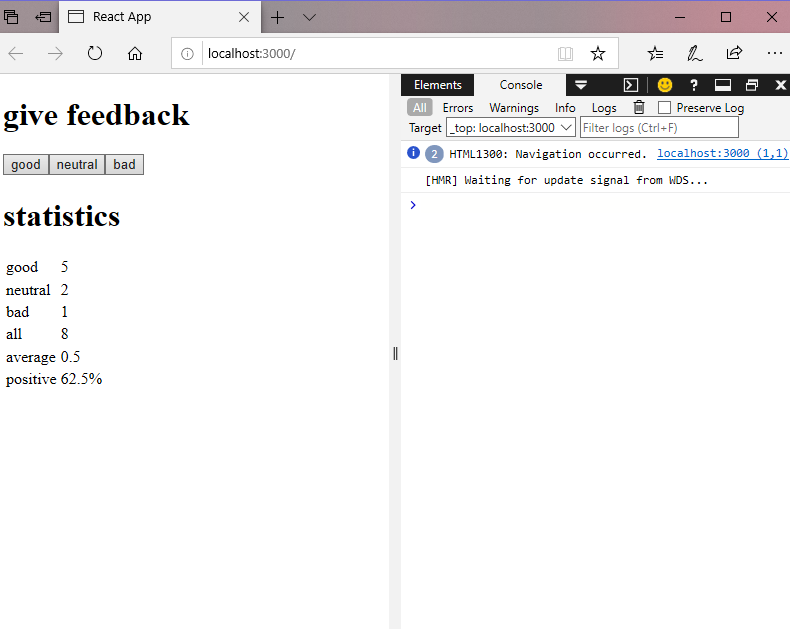 React App
localhost:3000/
give feedback
good neutral bad
statistics
good 5
neutral 2
bad 1
all 8
average 0.5
positive 62.5%
Elements Console
All Errors Warnings Info Logs Preserve Log
Target _top: localhost:3000 Filter logs (Ctrl+F)
2 HTML1300: Navigation occurred. localhost:3000 (1,1)
[HMR] Waiting for update signal from WDS...